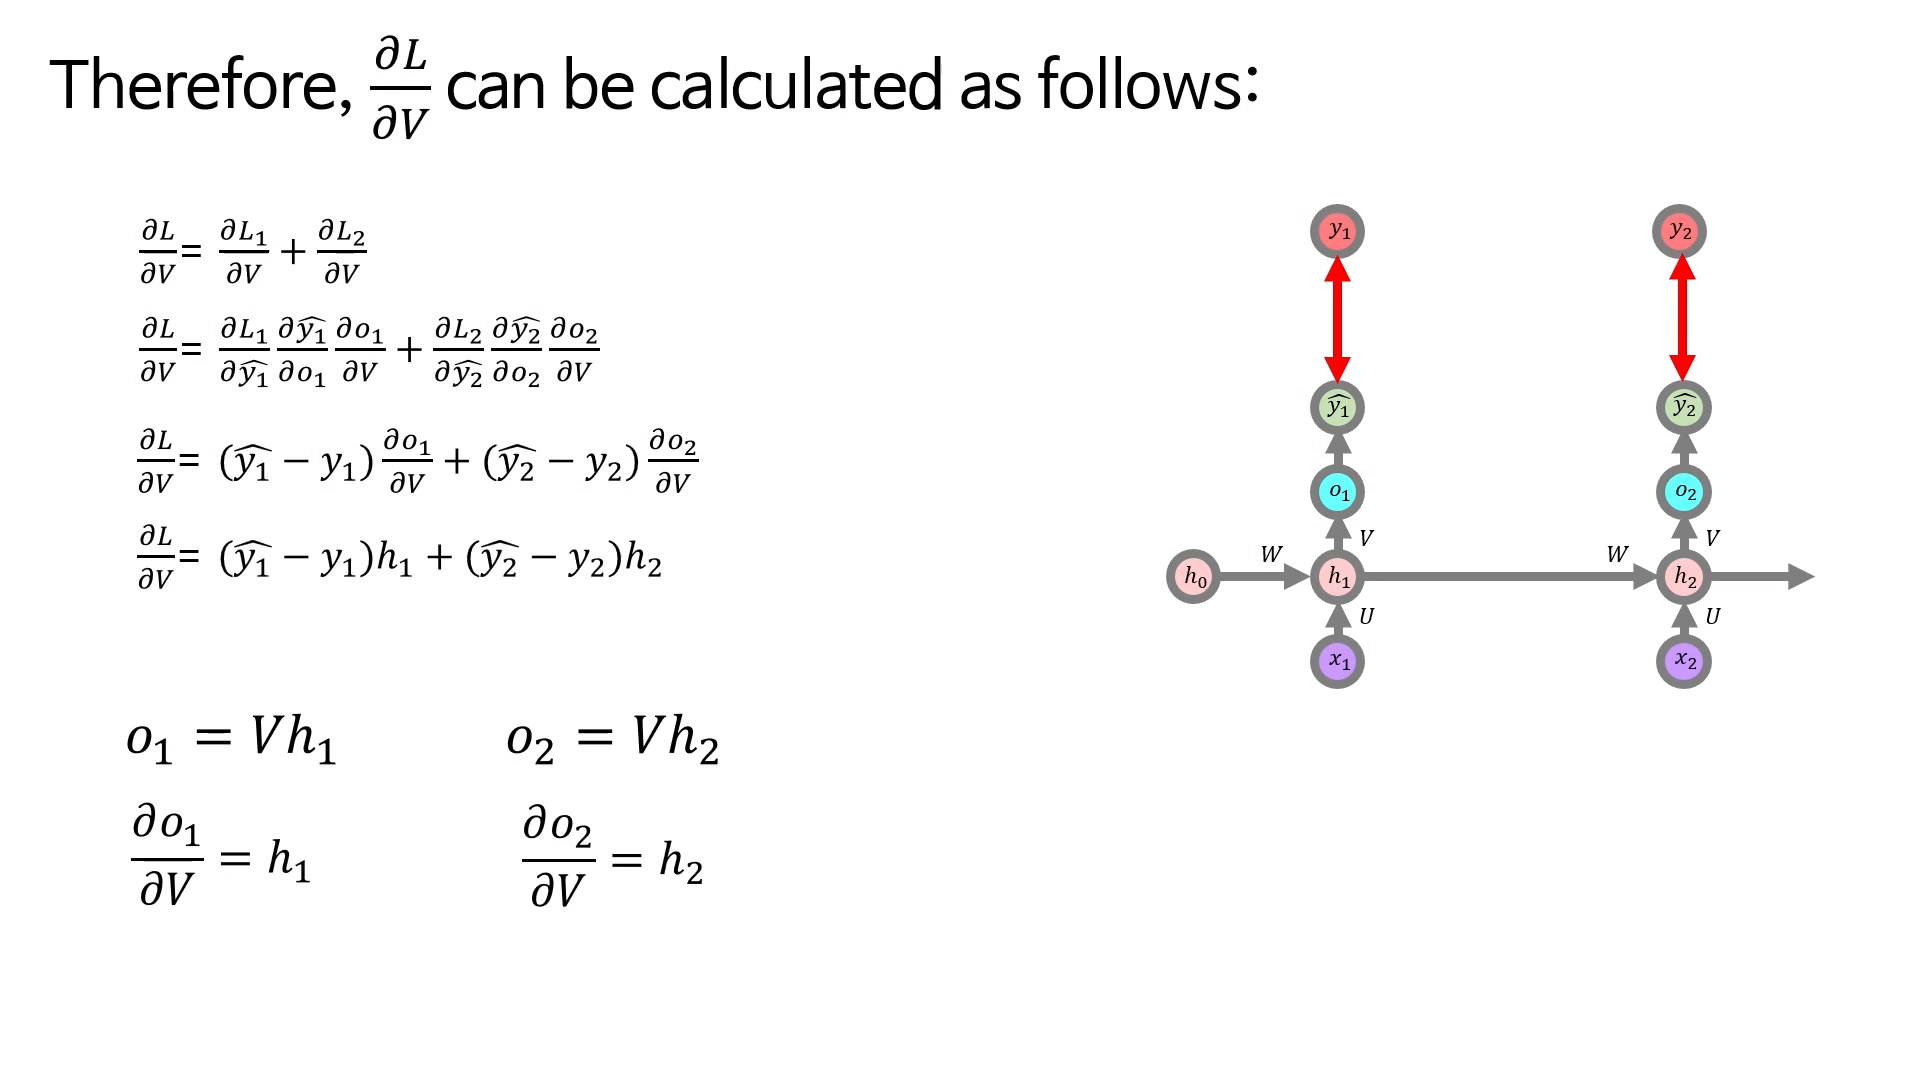 Therefore, ∂L/∂V can be calculated as follows:
∂L/∂V = ∂L₁/∂V + ∂L₂/∂V
∂L/∂V = ∂L₁/∂ŷ₁ ∂ŷ₁/∂o₁ ∂o₁/∂V + ∂L₂/∂ŷ₂ ∂ŷ₂/∂o₂ ∂o₂/∂V
∂L/∂V = (ŷ₁ − y₁) ∂o₁/∂V + (ŷ₂ − y₂) ∂o₂/∂V
∂L/∂V = (ŷ₁ − y₁)h₁ + (ŷ₂ − y₂)h₂
o₁ = Vh₁ o₂ = Vh₂
∂o₁/∂V = h₁ ∂o₂/∂V = h₂
y₁ y₂
ŷ₁ ŷ₂
o₁ o₂
V V
W W
h₀ h₁ h₂
U U
x₁ x₂